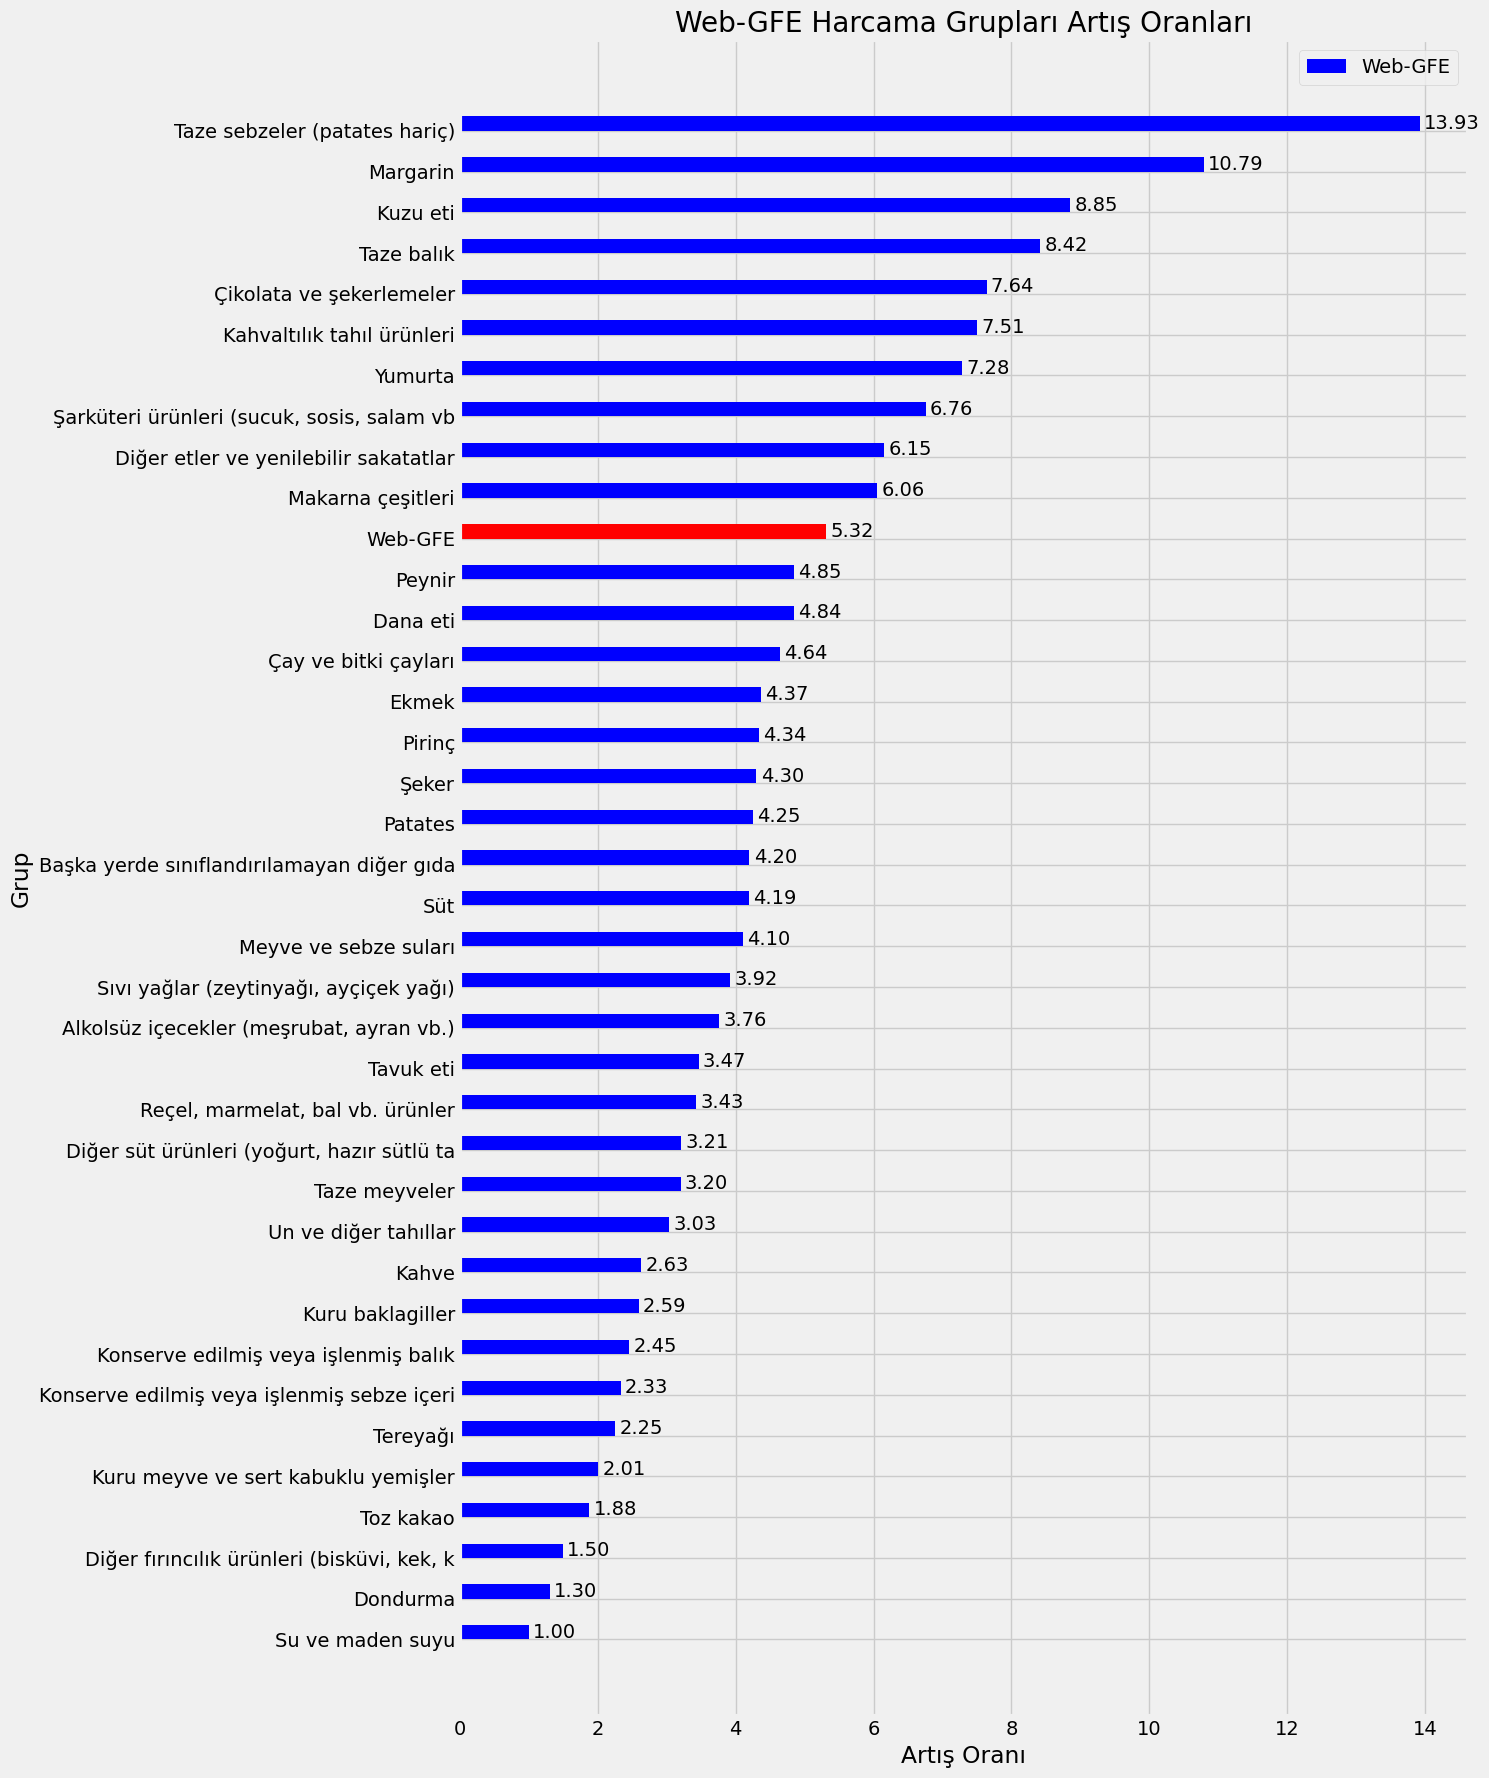 Web-GFE Harcama Grupları Artış Oranları
Web-GFE
Taze sebzeler (patates hariç) 13.93
Margarin 10.79
Kuzu eti 8.85
Taze balık 8.42
Çikolata ve şekerlemeler 7.64
Kahvaltılık tahıl ürünleri 7.51
Yumurta 7.28
Şarküteri ürünleri (sucuk, sosis, salam vb 6.76
Diğer etler ve yenilebilir sakatatlar 6.15
Makarna çeşitleri 6.06
Web-GFE 5.32
Peynir 4.85
Dana eti 4.84
Çay ve bitki çayları 4.64
Ekmek 4.37
Pirinç 4.34
Şeker 4.30
Patates 4.25
Başka yerde sınıflandırılamayan diğer gıda 4.20
Süt 4.19
Meyve ve sebze suları 4.10
Sıvı yağlar (zeytinyağı, ayçiçek yağı) 3.92
Alkolsüz içecekler (meşrubat, ayran vb.) 3.76
Tavuk eti 3.47
Reçel, marmelat, bal vb. ürünler 3.43
Diğer süt ürünleri (yoğurt, hazır sütlü ta 3.21
Taze meyveler 3.20
Un ve diğer tahıllar 3.03
Kahve 2.63
Kuru baklagiller 2.59
Konserve edilmiş veya işlenmiş balık 2.45
Konserve edilmiş veya işlenmiş sebze içeri 2.33
Tereyağı 2.25
Kuru meyve ve sert kabuklu yemişler 2.01
Toz kakao 1.88
Diğer fırıncılık ürünleri (bisküvi, kek, k 1.50
Dondurma 1.30
Su ve maden suyu 1.00
Grup
0 2 4 6 8 10 12 14
Artış Oranı